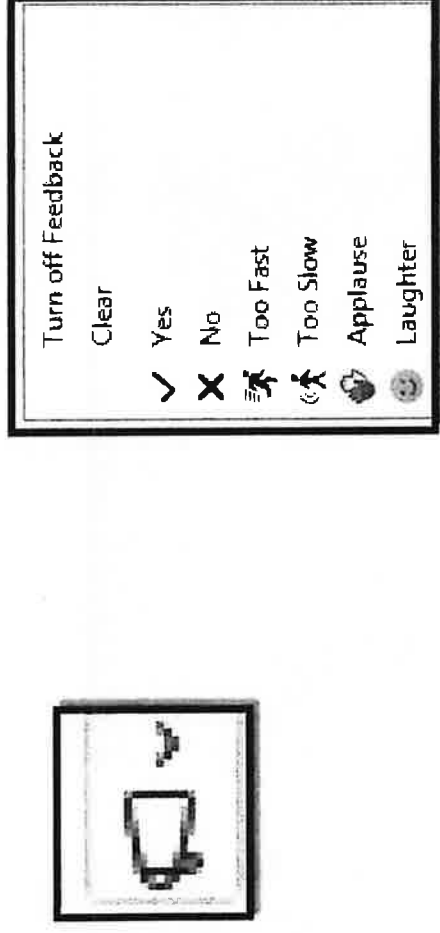 Turn off Feedback
Clear
Yes
No
Too Fast
Too Slow
Applause
Laughter